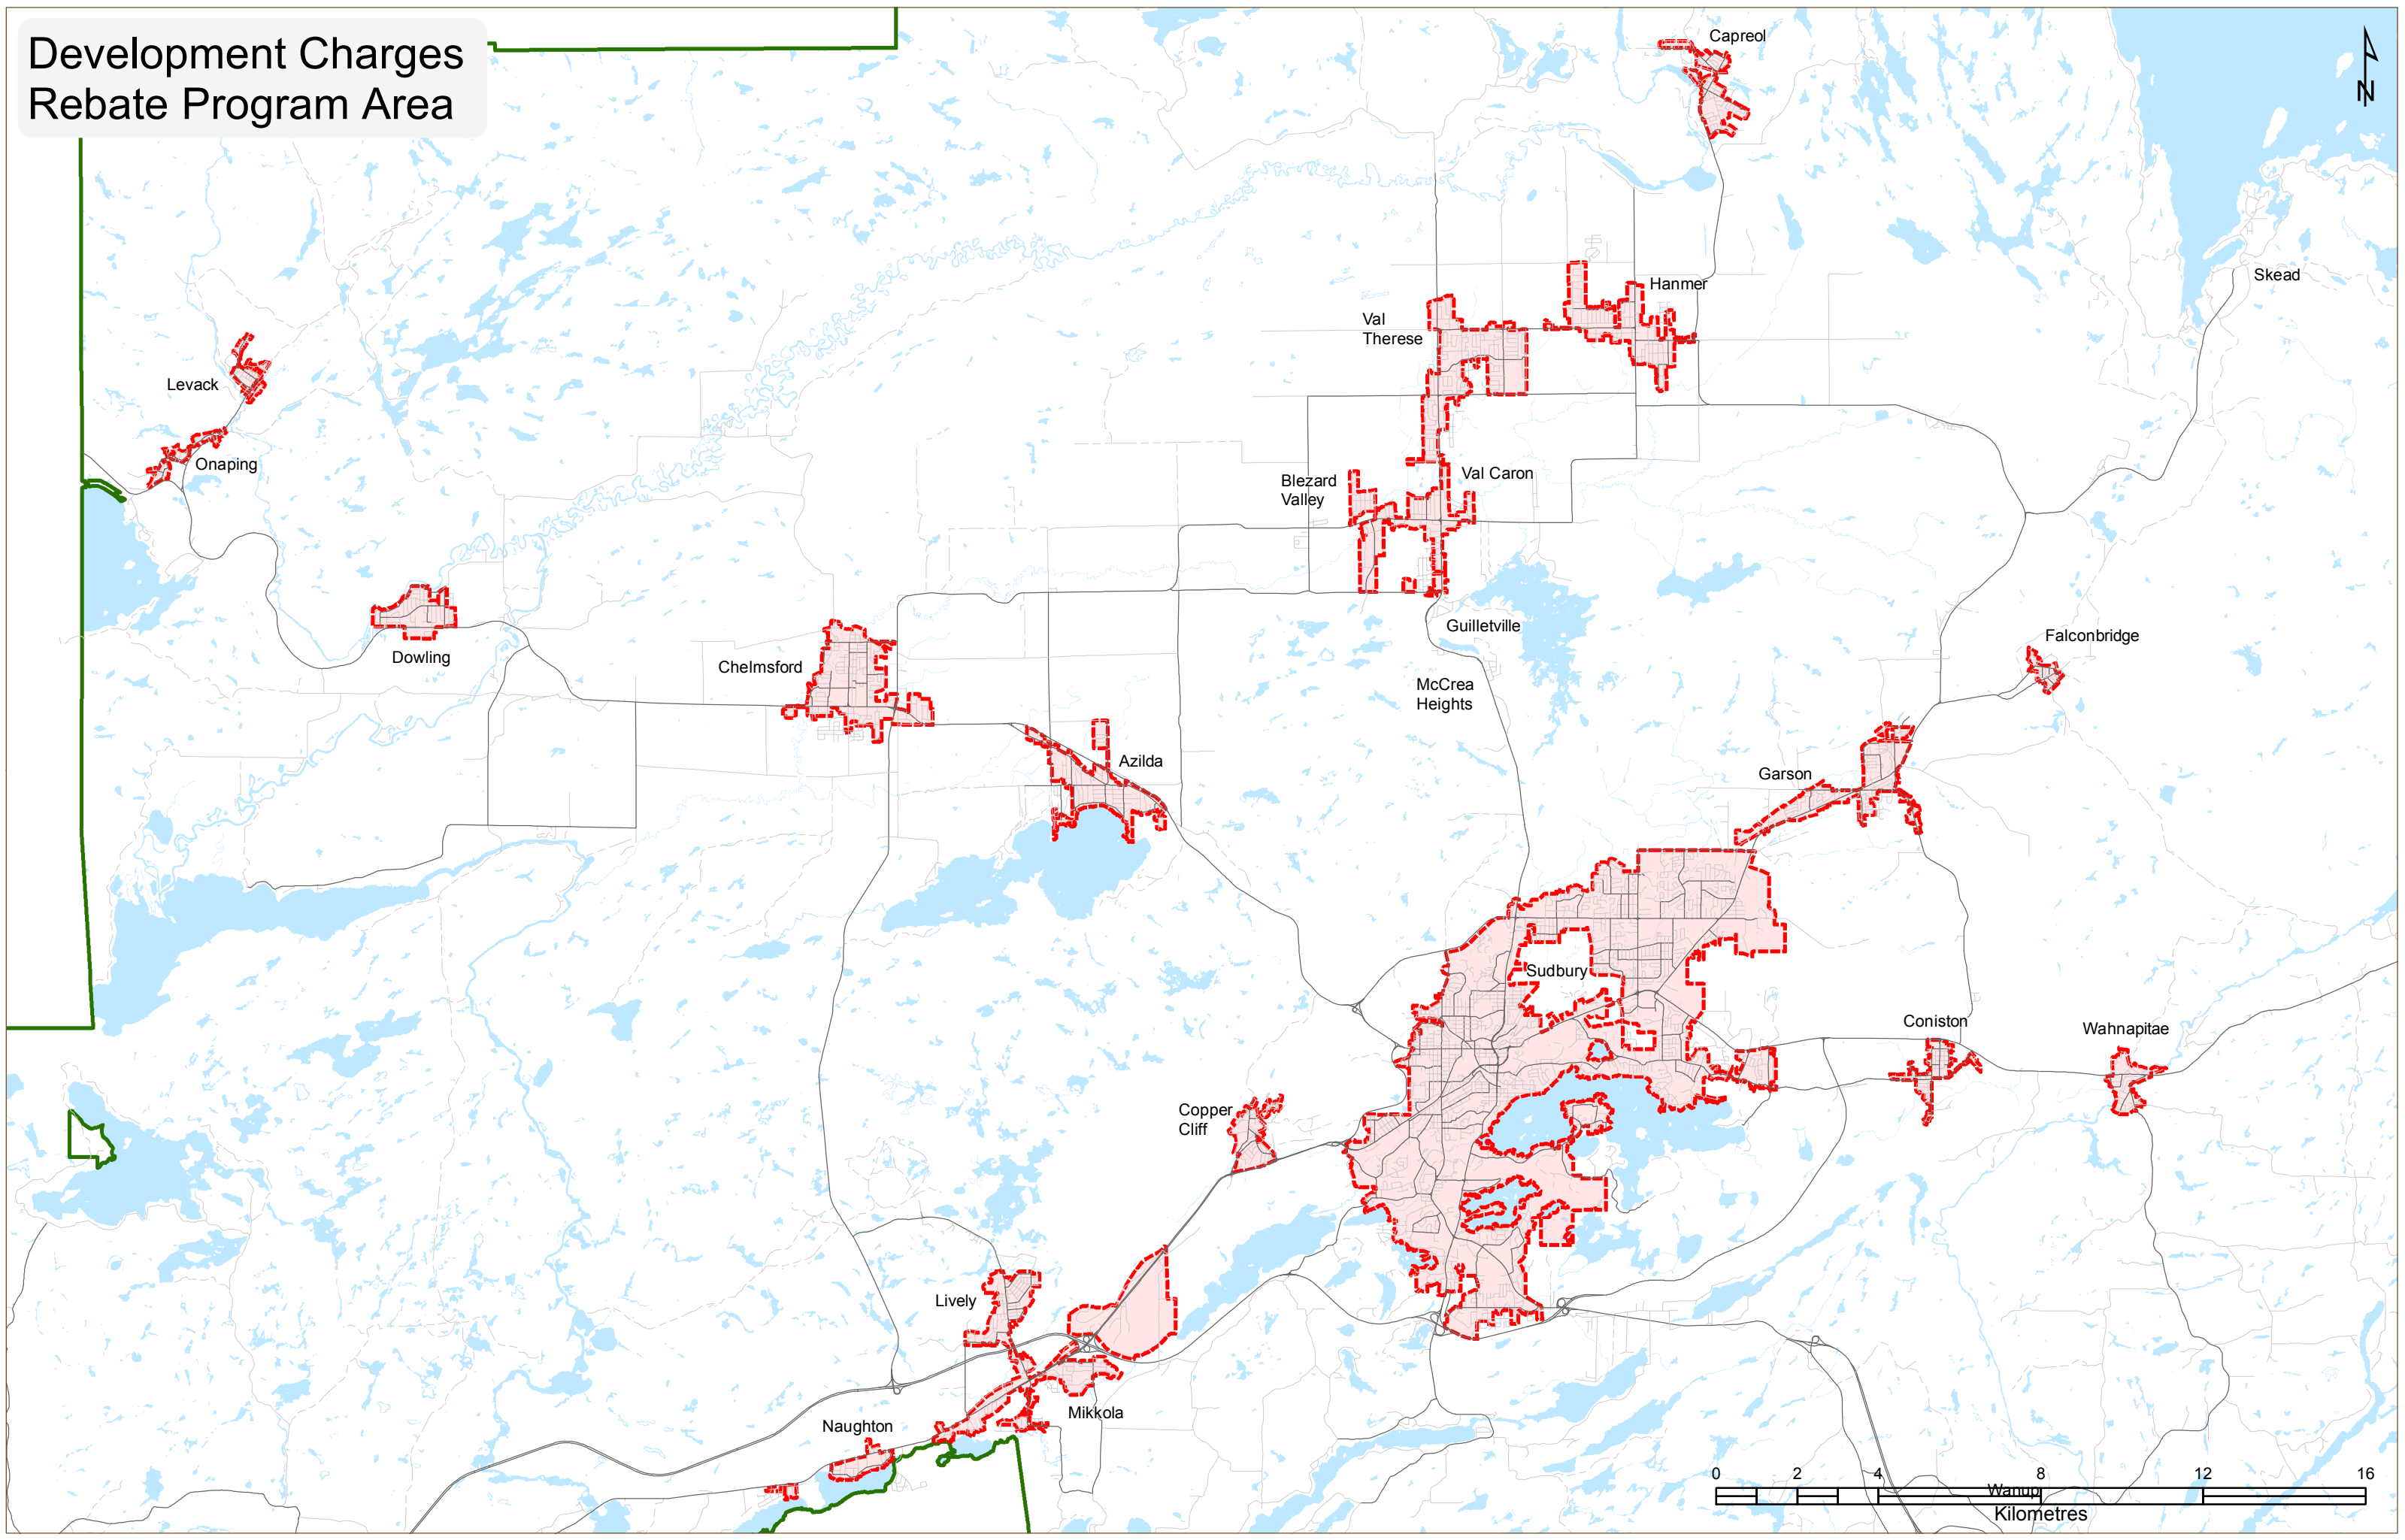 Development Charges
Rebate Program Area
Capreol
N
Skead
Hanmer
Val
Therese
Levack
Onaping
Val Caron
Blezard
Valley
Guilletville
Falconbridge
Dowling
Chelmsford
McCrea
Heights
Azilda
Garson
Sudbury
Coniston
Wahnapitae
Copper
Cliff
Lively
Mikkola
Naughton
0 2 4 8 12 16
Wanup
Kilometres